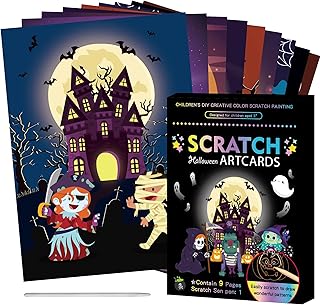 CHILDREN'S DIY CREATIVE COLOR SCRATCH PAINTING
Designed for children aged 3+
SCRATCH
Halloween ARTCARDS
※Contain 9 Pages
Scratch Sen pen: 1
Easily scratch to draw
wonderful patterns